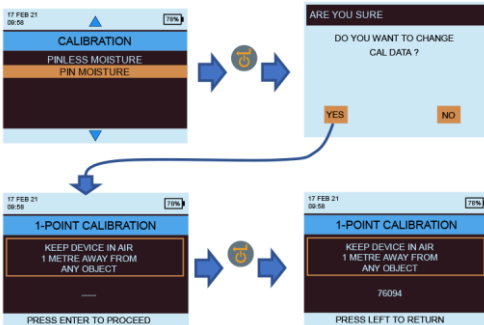 17 FEB 21
09:58
78%
CALIBRATION
PINLESS MOISTURE
PIN MOISTURE
ARE YOU SURE
DO YOU WANT TO CHANGE
CAL DATA ?
YES
NO
17 FEB 21
09:58
78%
1-POINT CALIBRATION
KEEP DEVICE IN AIR
1 METRE AWAY FROM
ANY OBJECT
----
PRESS ENTER TO PROCEED
17 FEB 21
09:58
78%
1-POINT CALIBRATION
KEEP DEVICE IN AIR
1 METRE AWAY FROM
ANY OBJECT
76094
PRESS LEFT TO RETURN